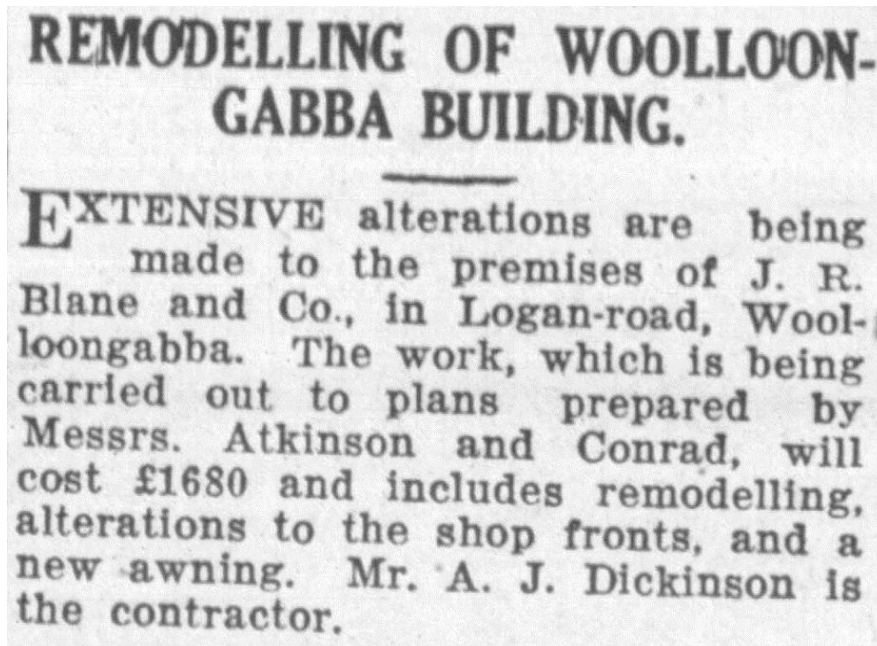 REMODELLING OF WOOLLOON-
GABBA BUILDING.
EXTENSIVE alterations are being
made to the premises of J. R.
Blane and Co., in Logan-road, Wool-
loongabba. The work, which is being
carried out to plans prepared by
Messrs. Atkinson and Conrad, will
cost £1680 and includes remodelling,
alterations to the shop fronts, and a
new awning. Mr. A. J. Dickinson is
the contractor.